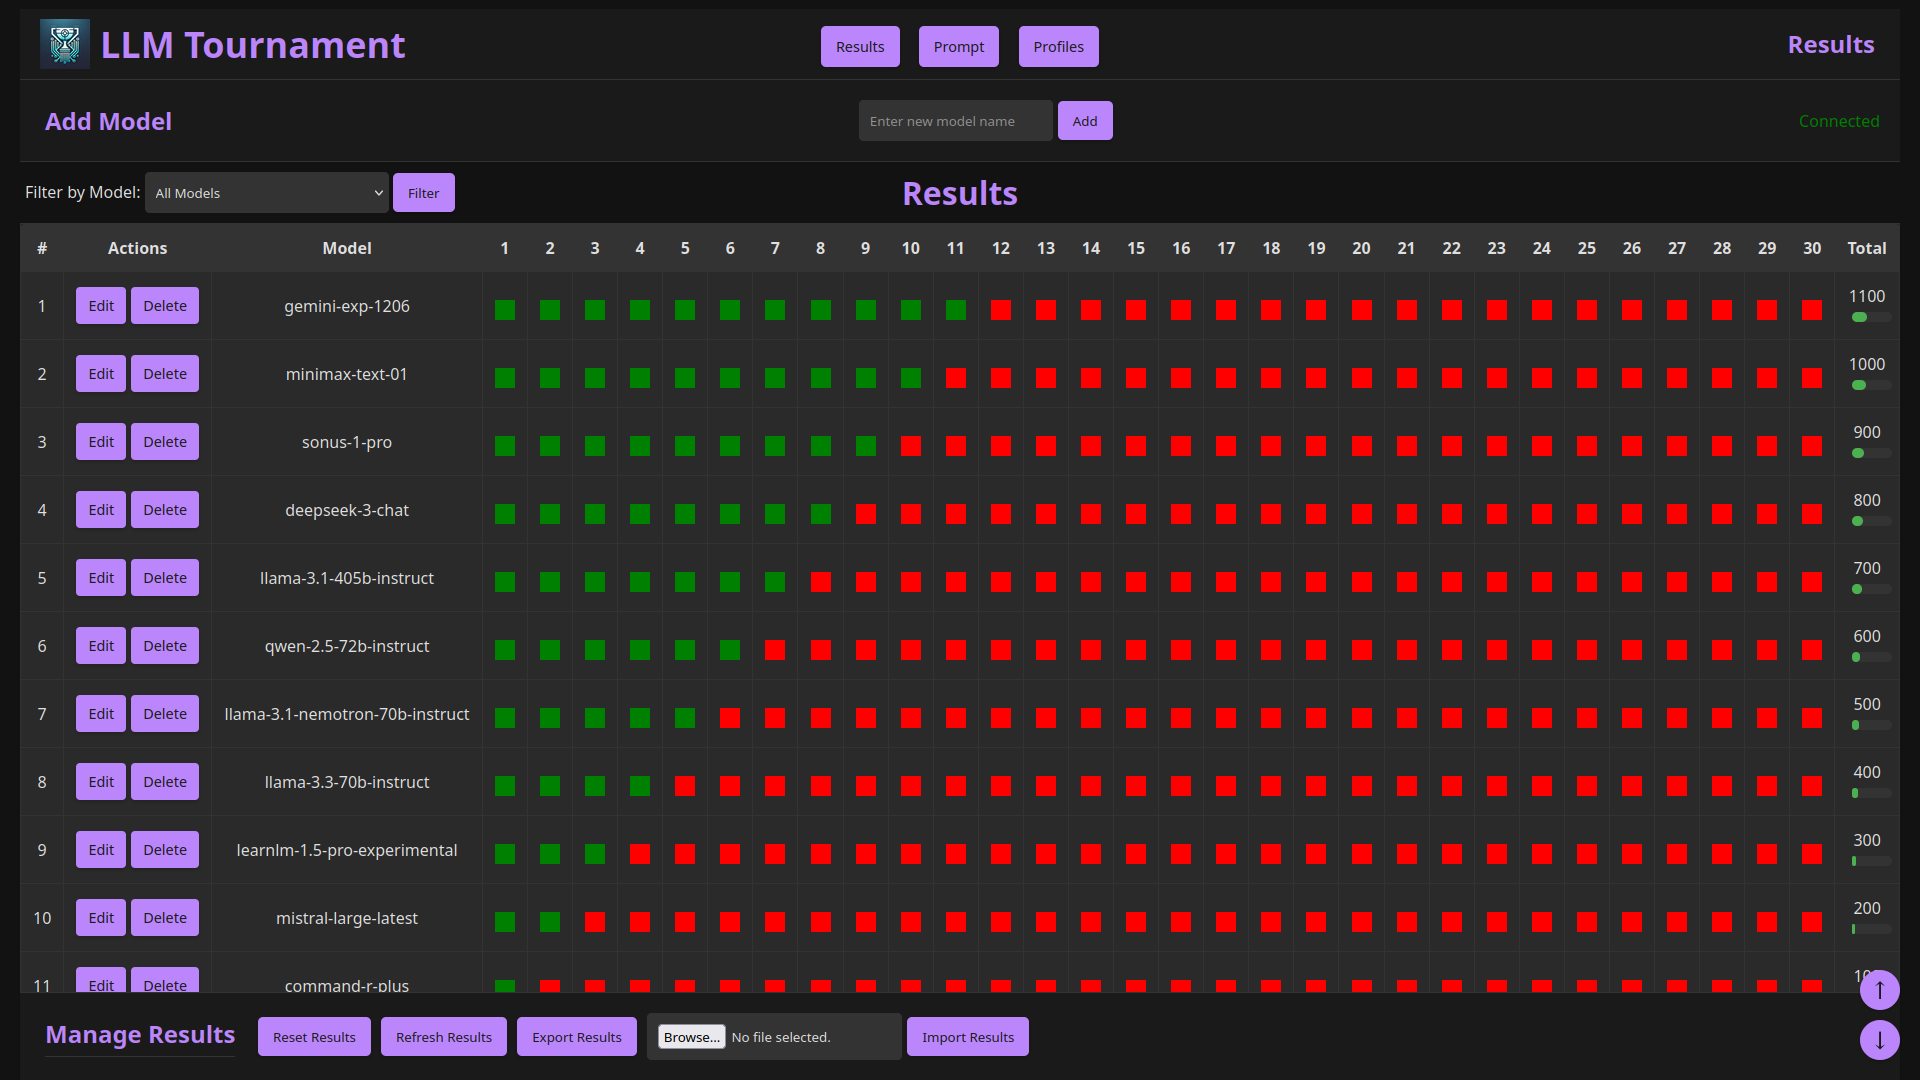 LLM Tournament
Results Prompt Profiles
Results
Add Model
Enter new model name Add
Connected
Filter by Model: All Models Filter
Results
# Actions Model 1 2 3 4 5 6 7 8 9 10 11 12 13 14 15 16 17 18 19 20 21 22 23 24 25 26 27 28 29 30 Total
1 Edit Delete gemini-exp-1206 1100
2 Edit Delete minimax-text-01 1000
3 Edit Delete sonus-1-pro 900
4 Edit Delete deepseek-3-chat 800
5 Edit Delete llama-3.1-405b-instruct 700
6 Edit Delete qwen-2.5-72b-instruct 600
7 Edit Delete llama-3.1-nemotron-70b-instruct 500
8 Edit Delete llama-3.3-70b-instruct 400
9 Edit Delete learnlm-1.5-pro-experimental 300
10 Edit Delete mistral-large-latest 200
11 Edit Delete command-r-plus
↑
Manage Results Reset Results Refresh Results Export Results Browse... No file selected. Import Results
↓